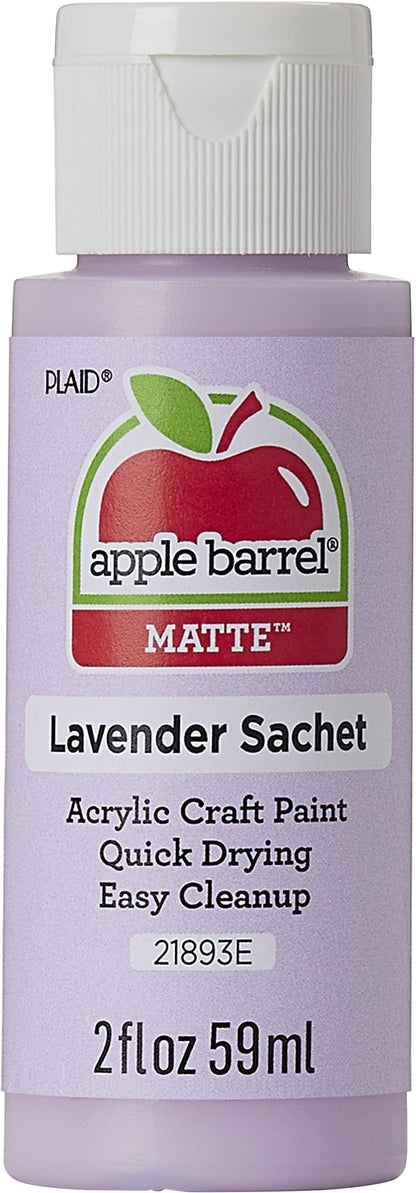 PLAID®
apple barrel®
MATTE™
Lavender Sachet
Acrylic Craft Paint
Quick Drying
Easy Cleanup
21893E
2 fl oz 59 ml